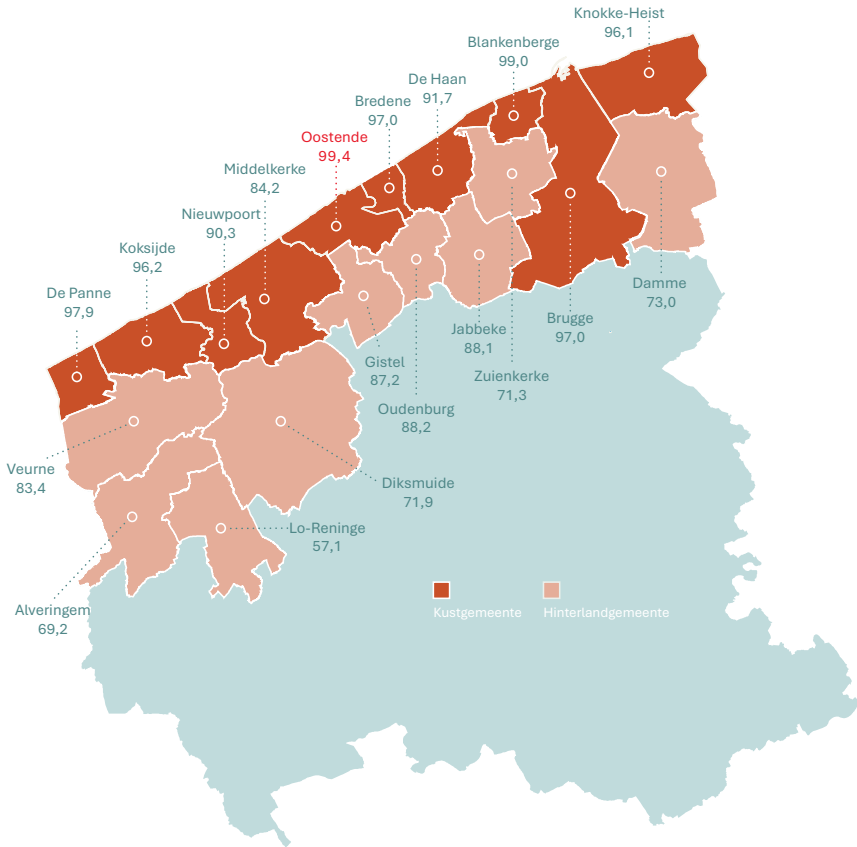 Knokke-Heist
96,1
Blankenberge
99,0
De Haan
91,7
Bredene
97,0
Oostende
99,4
Middelkerke
84,2
Nieuwpoort
90,3
Koksijde
96,2
De Panne
97,9
Damme
73,0
Brugge
97,0
Jabbeke
88,1
Zuienkerke
71,3
Gistel
87,2
Oudenburg
88,2
Veurne
83,4
Diksmuide
71,9
Lo-Reninge
57,1
Alveringem
69,2
Kustgemeente
Hinterlandgemeente